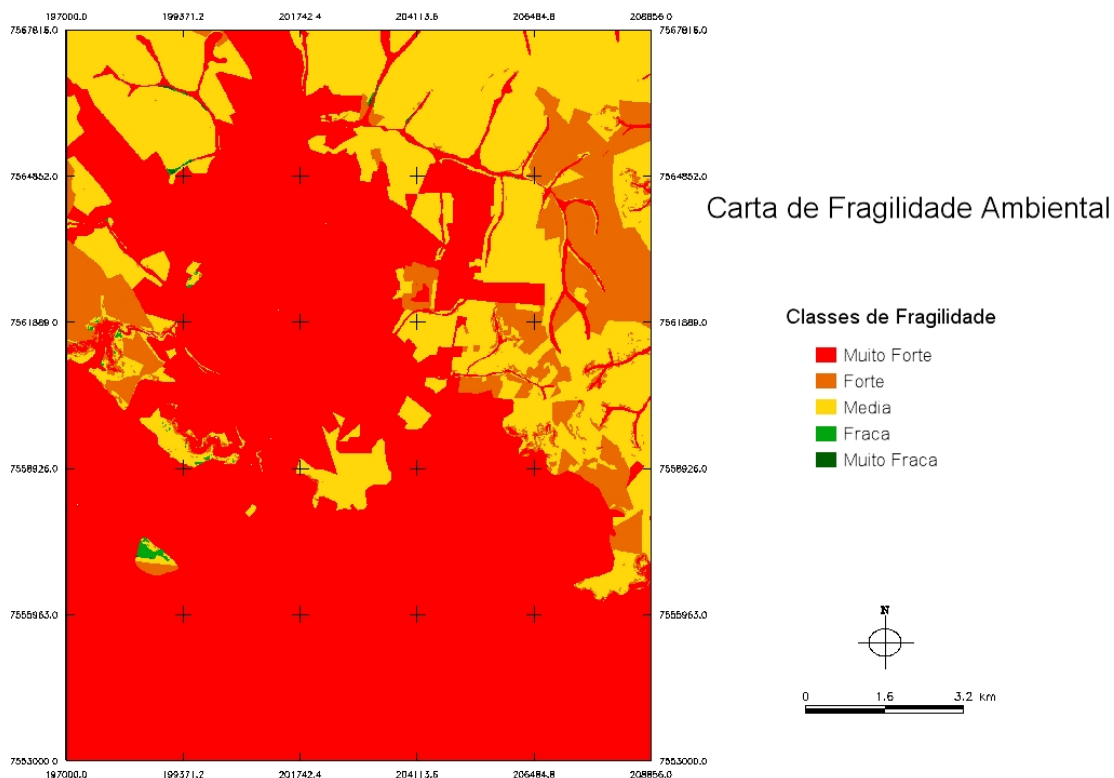 197000.0 199371.2 201742.4 204113.6 206484.8 208856.0
7567815.0 7567815.0
7564852.0 7564852.0
Carta de Fragilidade Ambiental
Classes de Fragilidade
7561889.0 7561889.0
Muito Forte
Forte
Media
Fraca
Muito Fraca
7558926.0 7558926.0
7555963.0 7555963.0
N
0 1.6 3.2 km
7553000.0 7553000.0
197000.0 199371.2 201742.4 204113.6 206484.8 208856.0